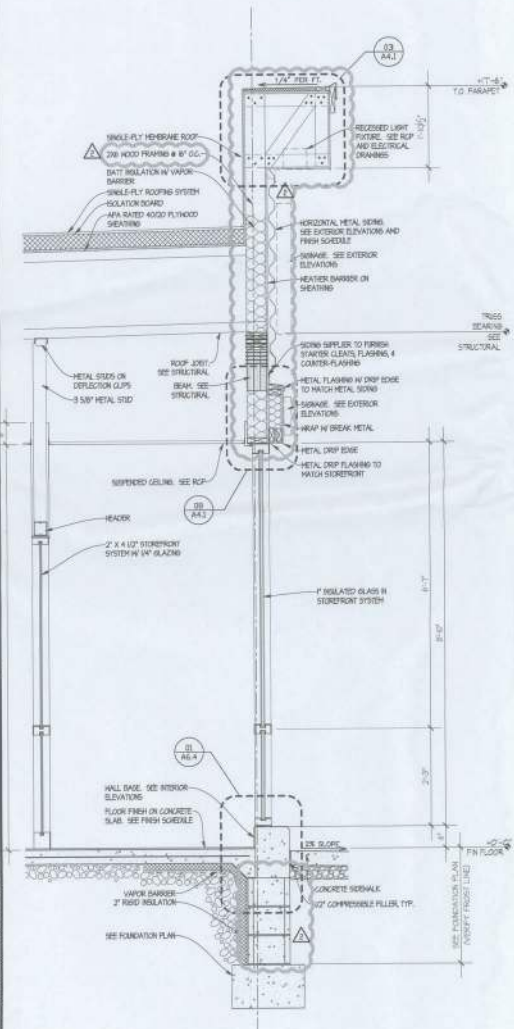 03
A4.1
1/4" PER FT.
T.O. PARAPET
SINGLE-PLY MEMBRANE ROOF
2
2X6 WOOD FRAMING @ 16" O.C.
BATT INSULATION W/ VAPOR
BARRIER
SINGLE-PLY ROOFING SYSTEM
ISOLATION BOARD
APA RATED 40/20 PLYWOOD
SHEATHING
RECESSED LIGHT
FIXTURE. SEE RCP
AND ELECTRICAL
DRAWINGS
HORIZONTAL METAL SIDING.
SEE EXTERIOR ELEVATIONS AND
FINISH SCHEDULE
SIGNAGE. SEE EXTERIOR
ELEVATIONS
WEATHER BARRIER ON
SHEATHING
TRUSS
BEARING
SEE
STRUCTURAL
ROOF JOIST.
SEE STRUCTURAL
BEAM. SEE
STRUCTURAL
METAL STUDS ON
DEFLECTION CLIPS
3 5/8" METAL STUD
SIDING SUPPLIER TO FURNISH
STARTER CLEATS, FLASHING, &
COUNTER-FLASHING
METAL FLASHING W/ DRIP EDGE
TO MATCH METAL SIDING
SIGNAGE. SEE EXTERIOR
ELEVATIONS
WRAP W/ BREAK METAL
METAL DRIP EDGE
METAL DRIP FLASHING TO
MATCH STOREFRONT
SUSPENDED CEILING. SEE RCP
A4.1
HEADER
2" X 4 1/2" STOREFRONT
SYSTEM W/ 1/4" GLAZING
1" INSULATED GLASS IN
STOREFRONT SYSTEM
01
A6.4
WALL BASE. SEE INTERIOR
ELEVATIONS
FLOOR FINISH ON CONCRETE
SLAB. SEE FINISH SCHEDULE
2% SLOPE
FIN FLOOR
CONCRETE SIDEWALK
1/2" COMPRESSIBLE FILLER, TYP.
VAPOR BARRIER
2" RIGID INSULATION
SEE FOUNDATION PLAN
SEE FOUNDATION PLAN
(VERIFY FROST LINE)